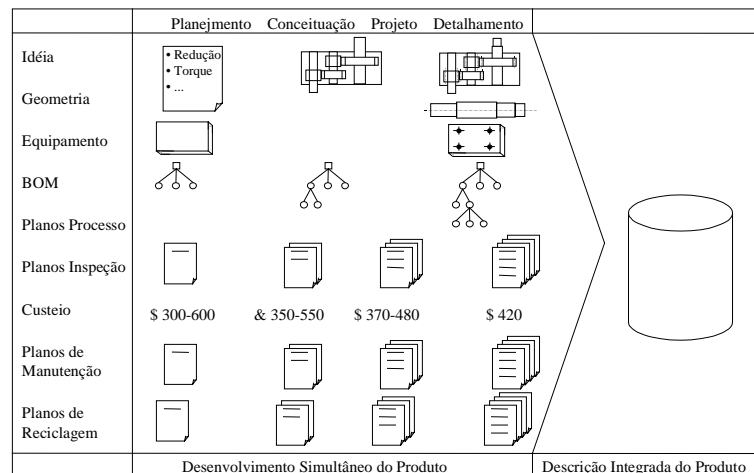 Planejmento Conceituação Projeto Detalhamento
Idéia
• Redução
• Torque
• ...
Geometria
Equipamento
BOM
Planos Processo
Planos Inspeção
Custeio $ 300-600 & 350-550 $ 370-480 $ 420
Planos de
Manutenção
Planos de
Reciclagem
Desenvolvimento Simultâneo do Produto Descrição Integrada do Produto